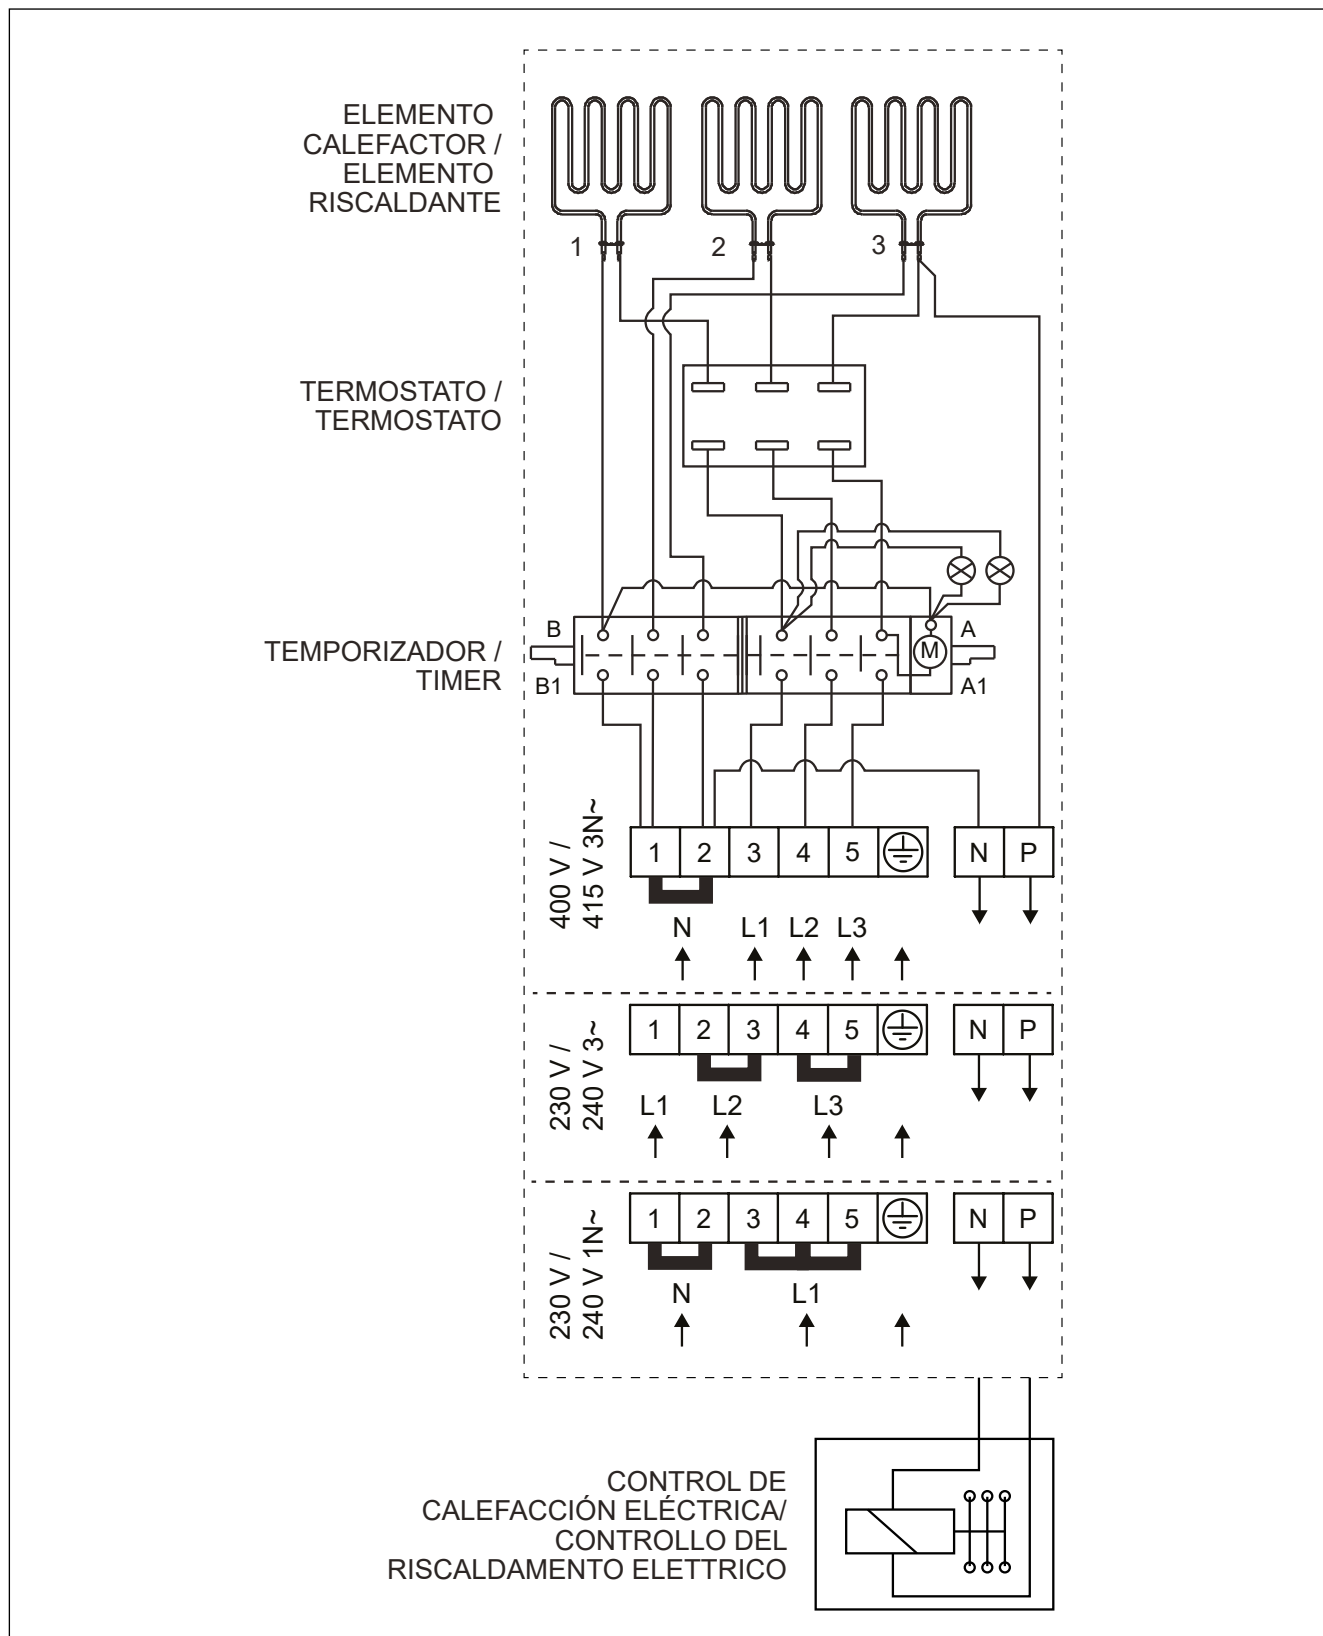 ELEMENTO
CALEFACTOR /
ELEMENTO
RISCALDANTE
1
2
3
TERMOSTATO /
TERMOSTATO
TEMPORIZADOR /
TIMER
B
B1
M
A
A1
400 V /
415 V 3N~
1 2 3 4 5 N P
N L1 L2 L3
230 V /
240 V 3~
1 2 3 4 5 N P
L1 L2 L3
230 V /
240 V 1N~
1 2 3 4 5 N P
N L1
CONTROL DE
CALEFACCIÓN ELÉCTRICA/
CONTROLLO DEL
RISCALDAMENTO ELETTRICO